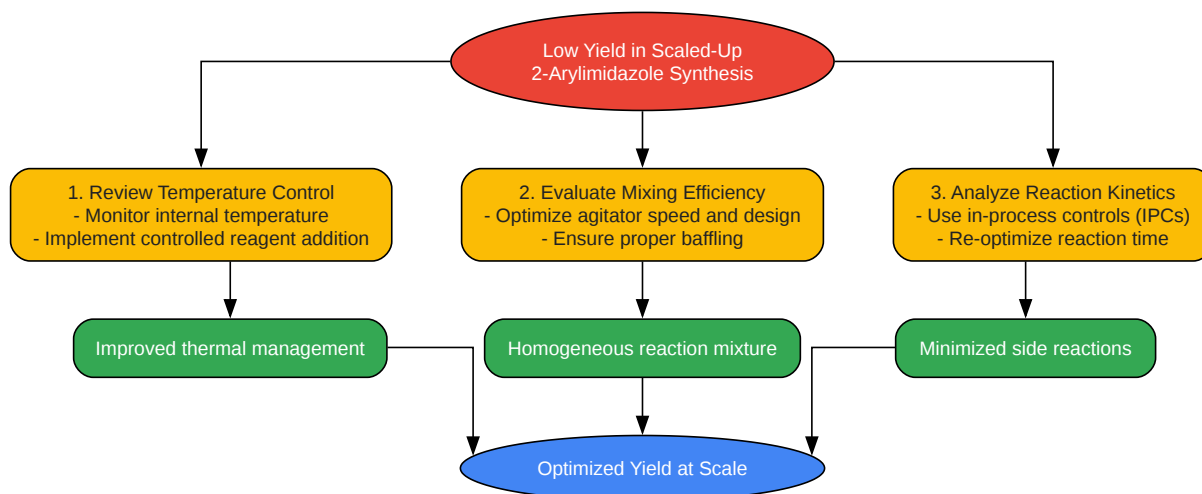 Low Yield in Scaled-Up
2-Arylimidazole Synthesis
1. Review Temperature Control
- Monitor internal temperature
- Implement controlled reagent addition
2. Evaluate Mixing Efficiency
- Optimize agitator speed and design
- Ensure proper baffling
3. Analyze Reaction Kinetics
- Use in-process controls (IPCs)
- Re-optimize reaction time
Improved thermal management
Homogeneous reaction mixture
Minimized side reactions
Optimized Yield at Scale